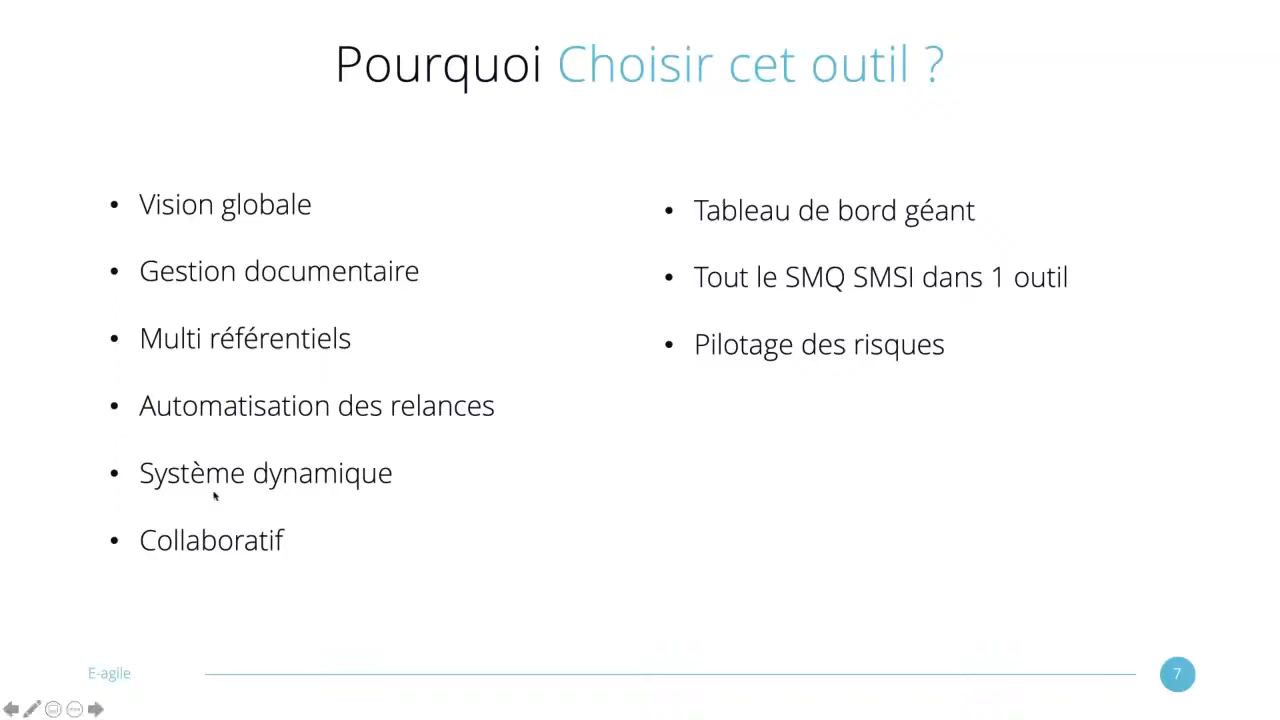 Pourquoi Choisir cet outil ?
• Vision globale
• Gestion documentaire
• Multi référentiels
• Automatisation des relances
• Système dynamique
• Collaboratif
• Tableau de bord géant
• Tout le SMQ SMSI dans 1 outil
• Pilotage des risques
E-agile
7